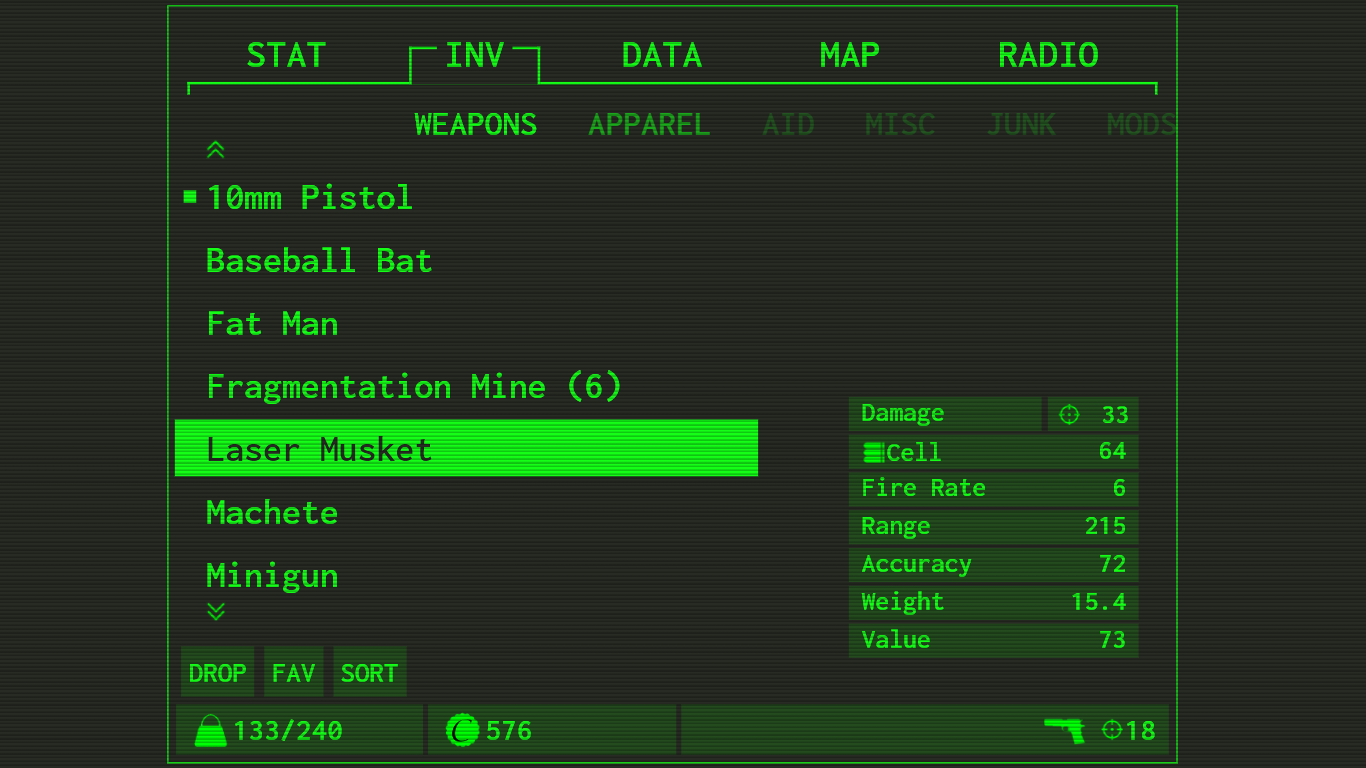 STAT INV DATA MAP RADIO
WEAPONS APPAREL AID MISC JUNK MODS
10mm Pistol
Baseball Bat
Fat Man
Fragmentation Mine (6)
Laser Musket
Machete
Minigun
Damage 33
Cell 64
Fire Rate 6
Range 215
Accuracy 72
Weight 15.4
Value 73
DROP FAV SORT
133/240 576 18